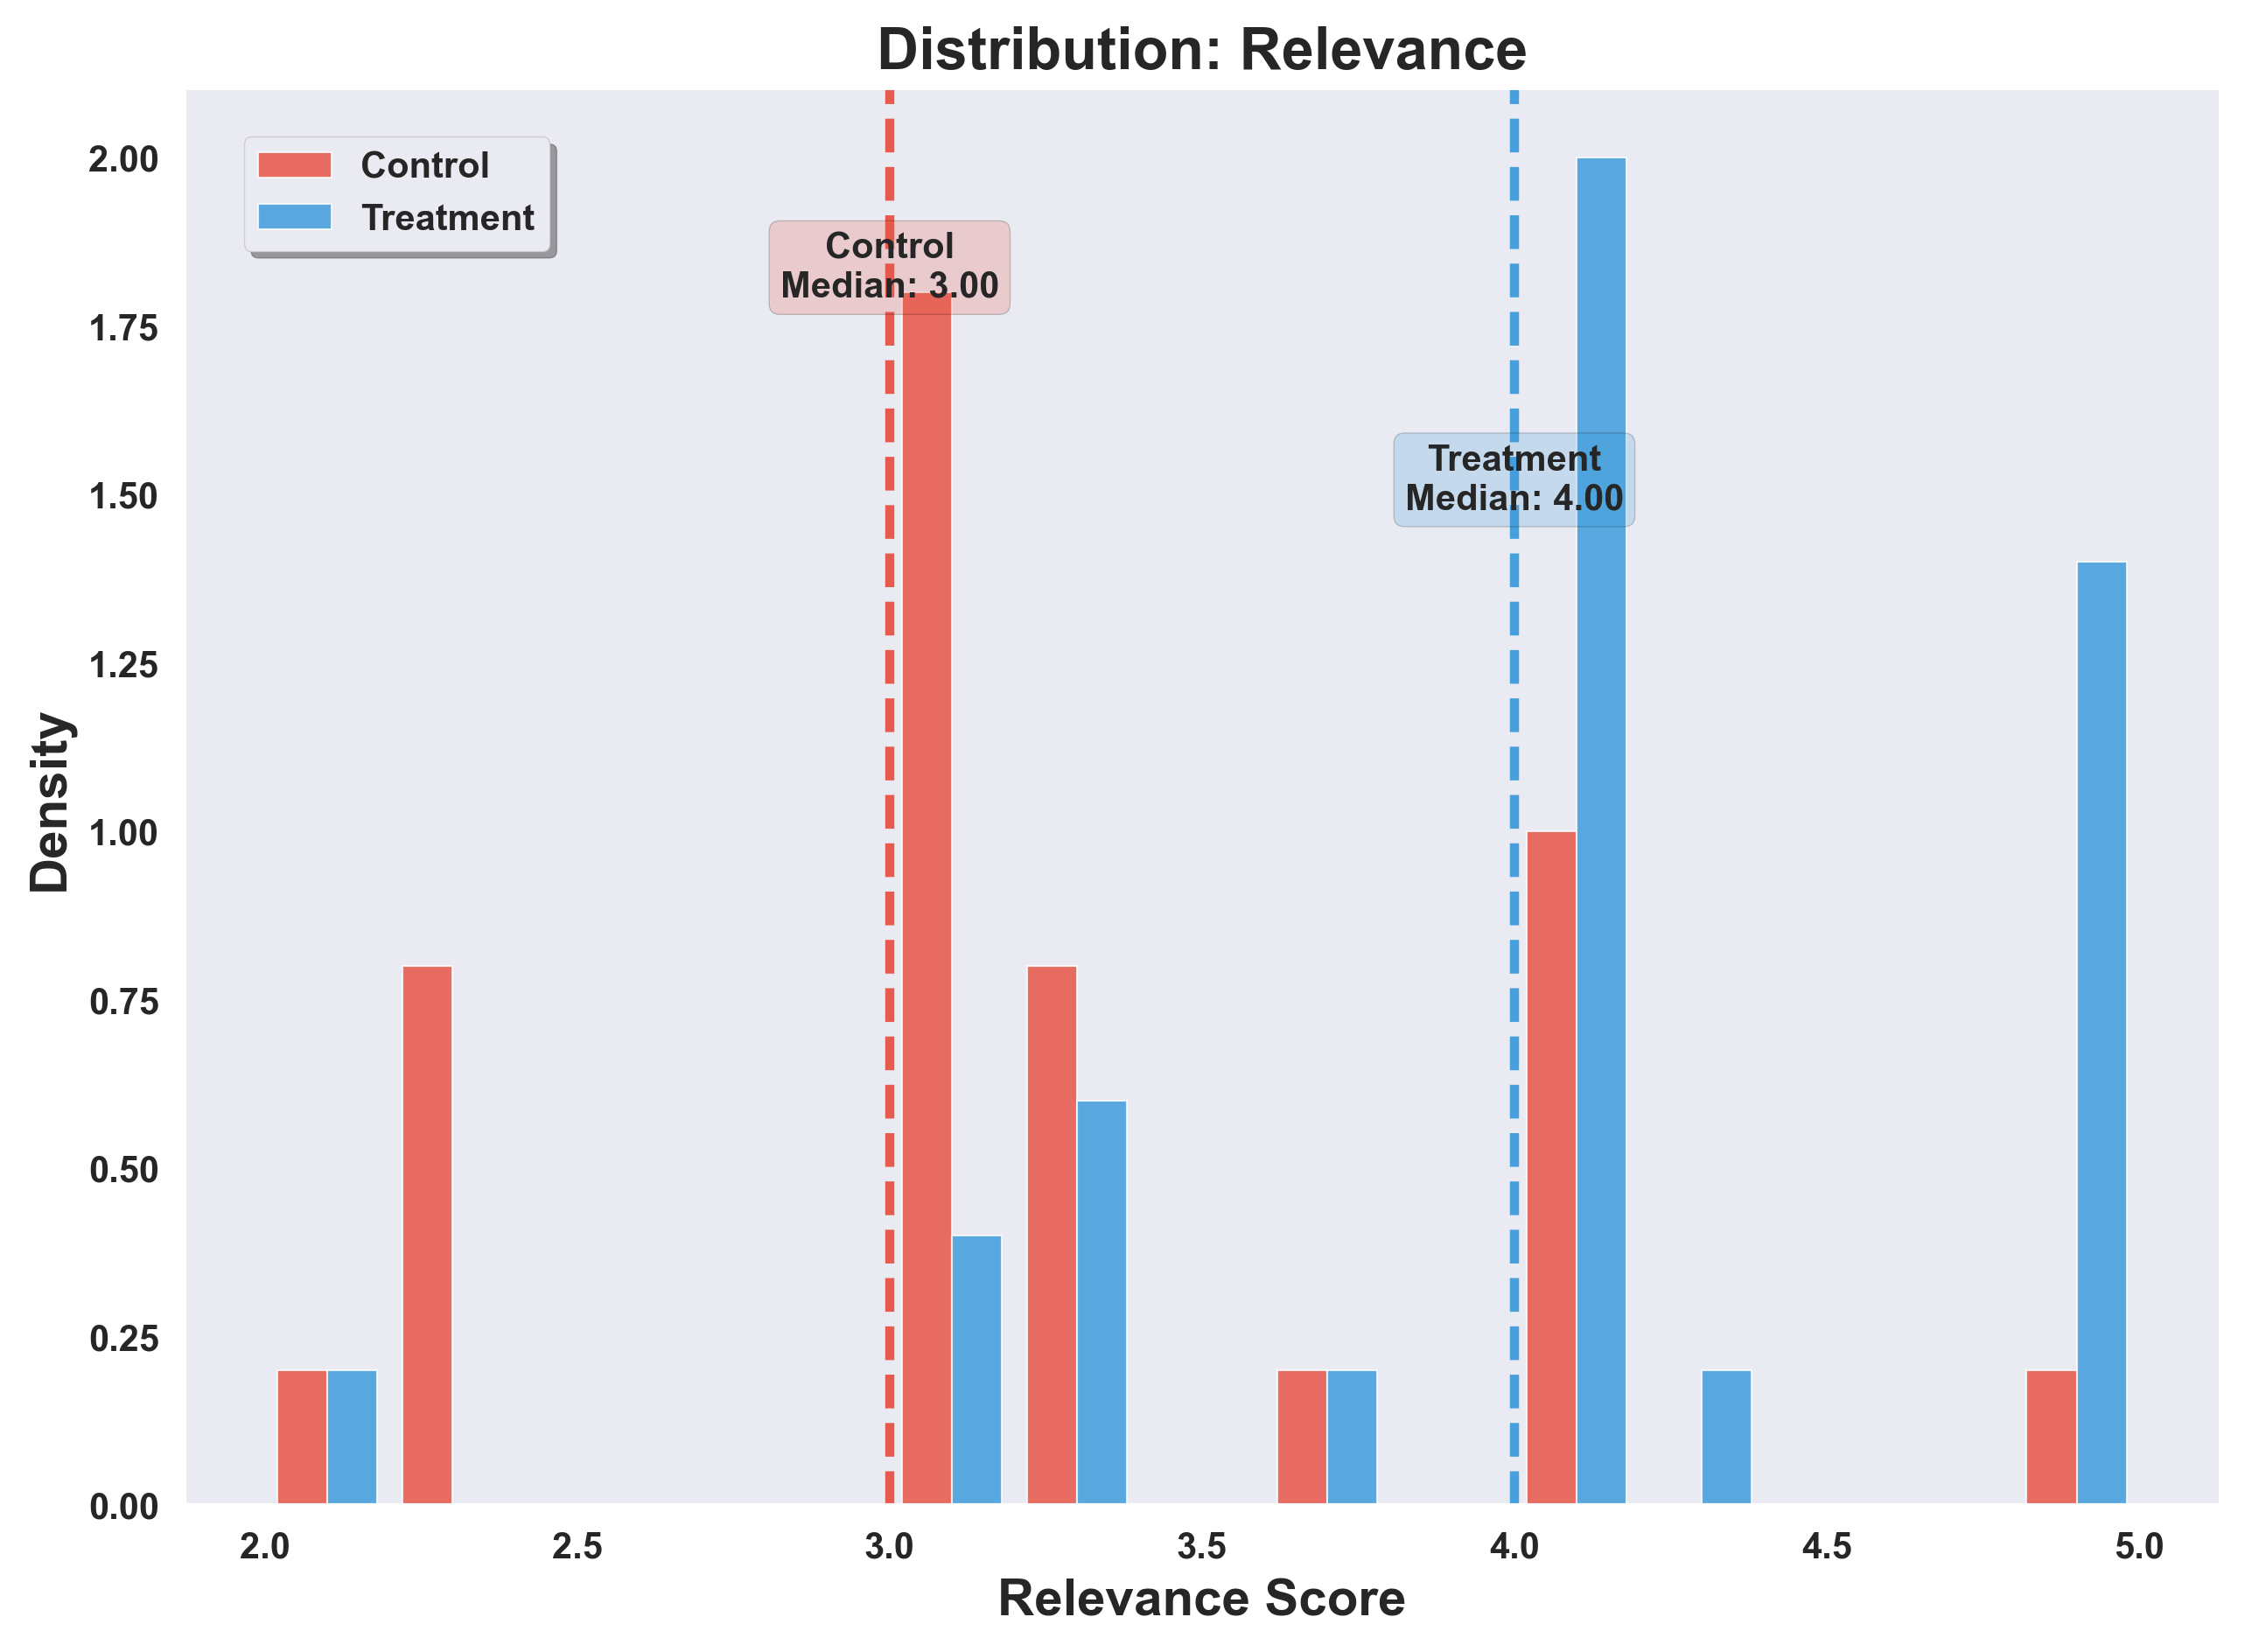 Distribution: Relevance
Control
Treatment
Control
Median: 3.00
Treatment
Median: 4.00
2.00
1.75
1.50
1.25
1.00
0.75
0.50
0.25
0.00
Density
2.0 2.5 3.0 3.5 4.0 4.5 5.0
Relevance Score